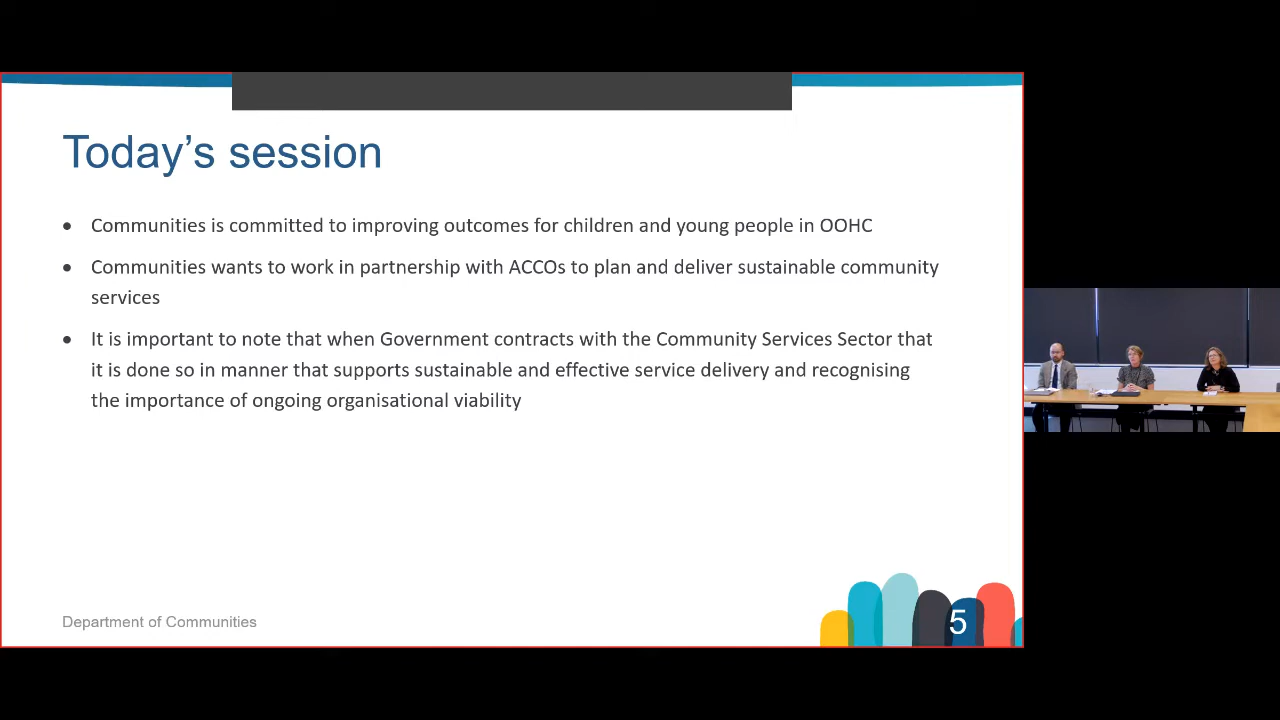 Today's session
• Communities is committed to improving outcomes for children and young people in OOHC
• Communities wants to work in partnership with ACCOs to plan and deliver sustainable community
services
• It is important to note that when Government contracts with the Community Services Sector that
it is done so in manner that supports sustainable and effective service delivery and recognising
the importance of ongoing organisational viability
Department of Communities
5